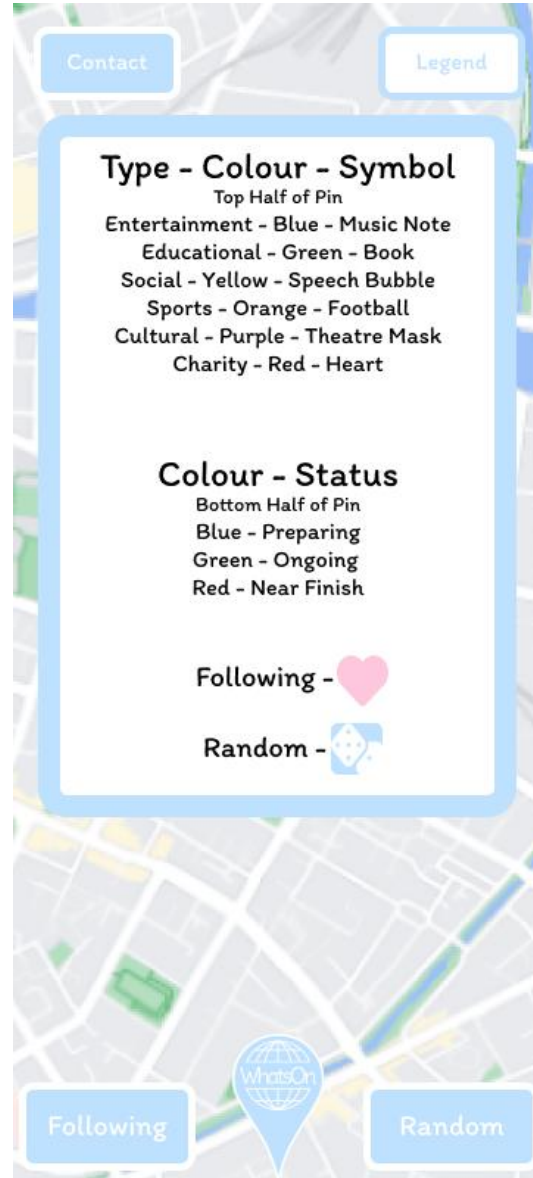 Contact
Legend
Type - Colour - Symbol
Top Half of Pin
Entertainment - Blue - Music Note
Educational - Green - Book
Social - Yellow - Speech Bubble
Sports - Orange - Football
Cultural - Purple - Theatre Mask
Charity - Red - Heart
Colour - Status
Bottom Half of Pin
Blue - Preparing
Green - Ongoing
Red - Near Finish
Following -
Random -
WhatsOn
Following
Random